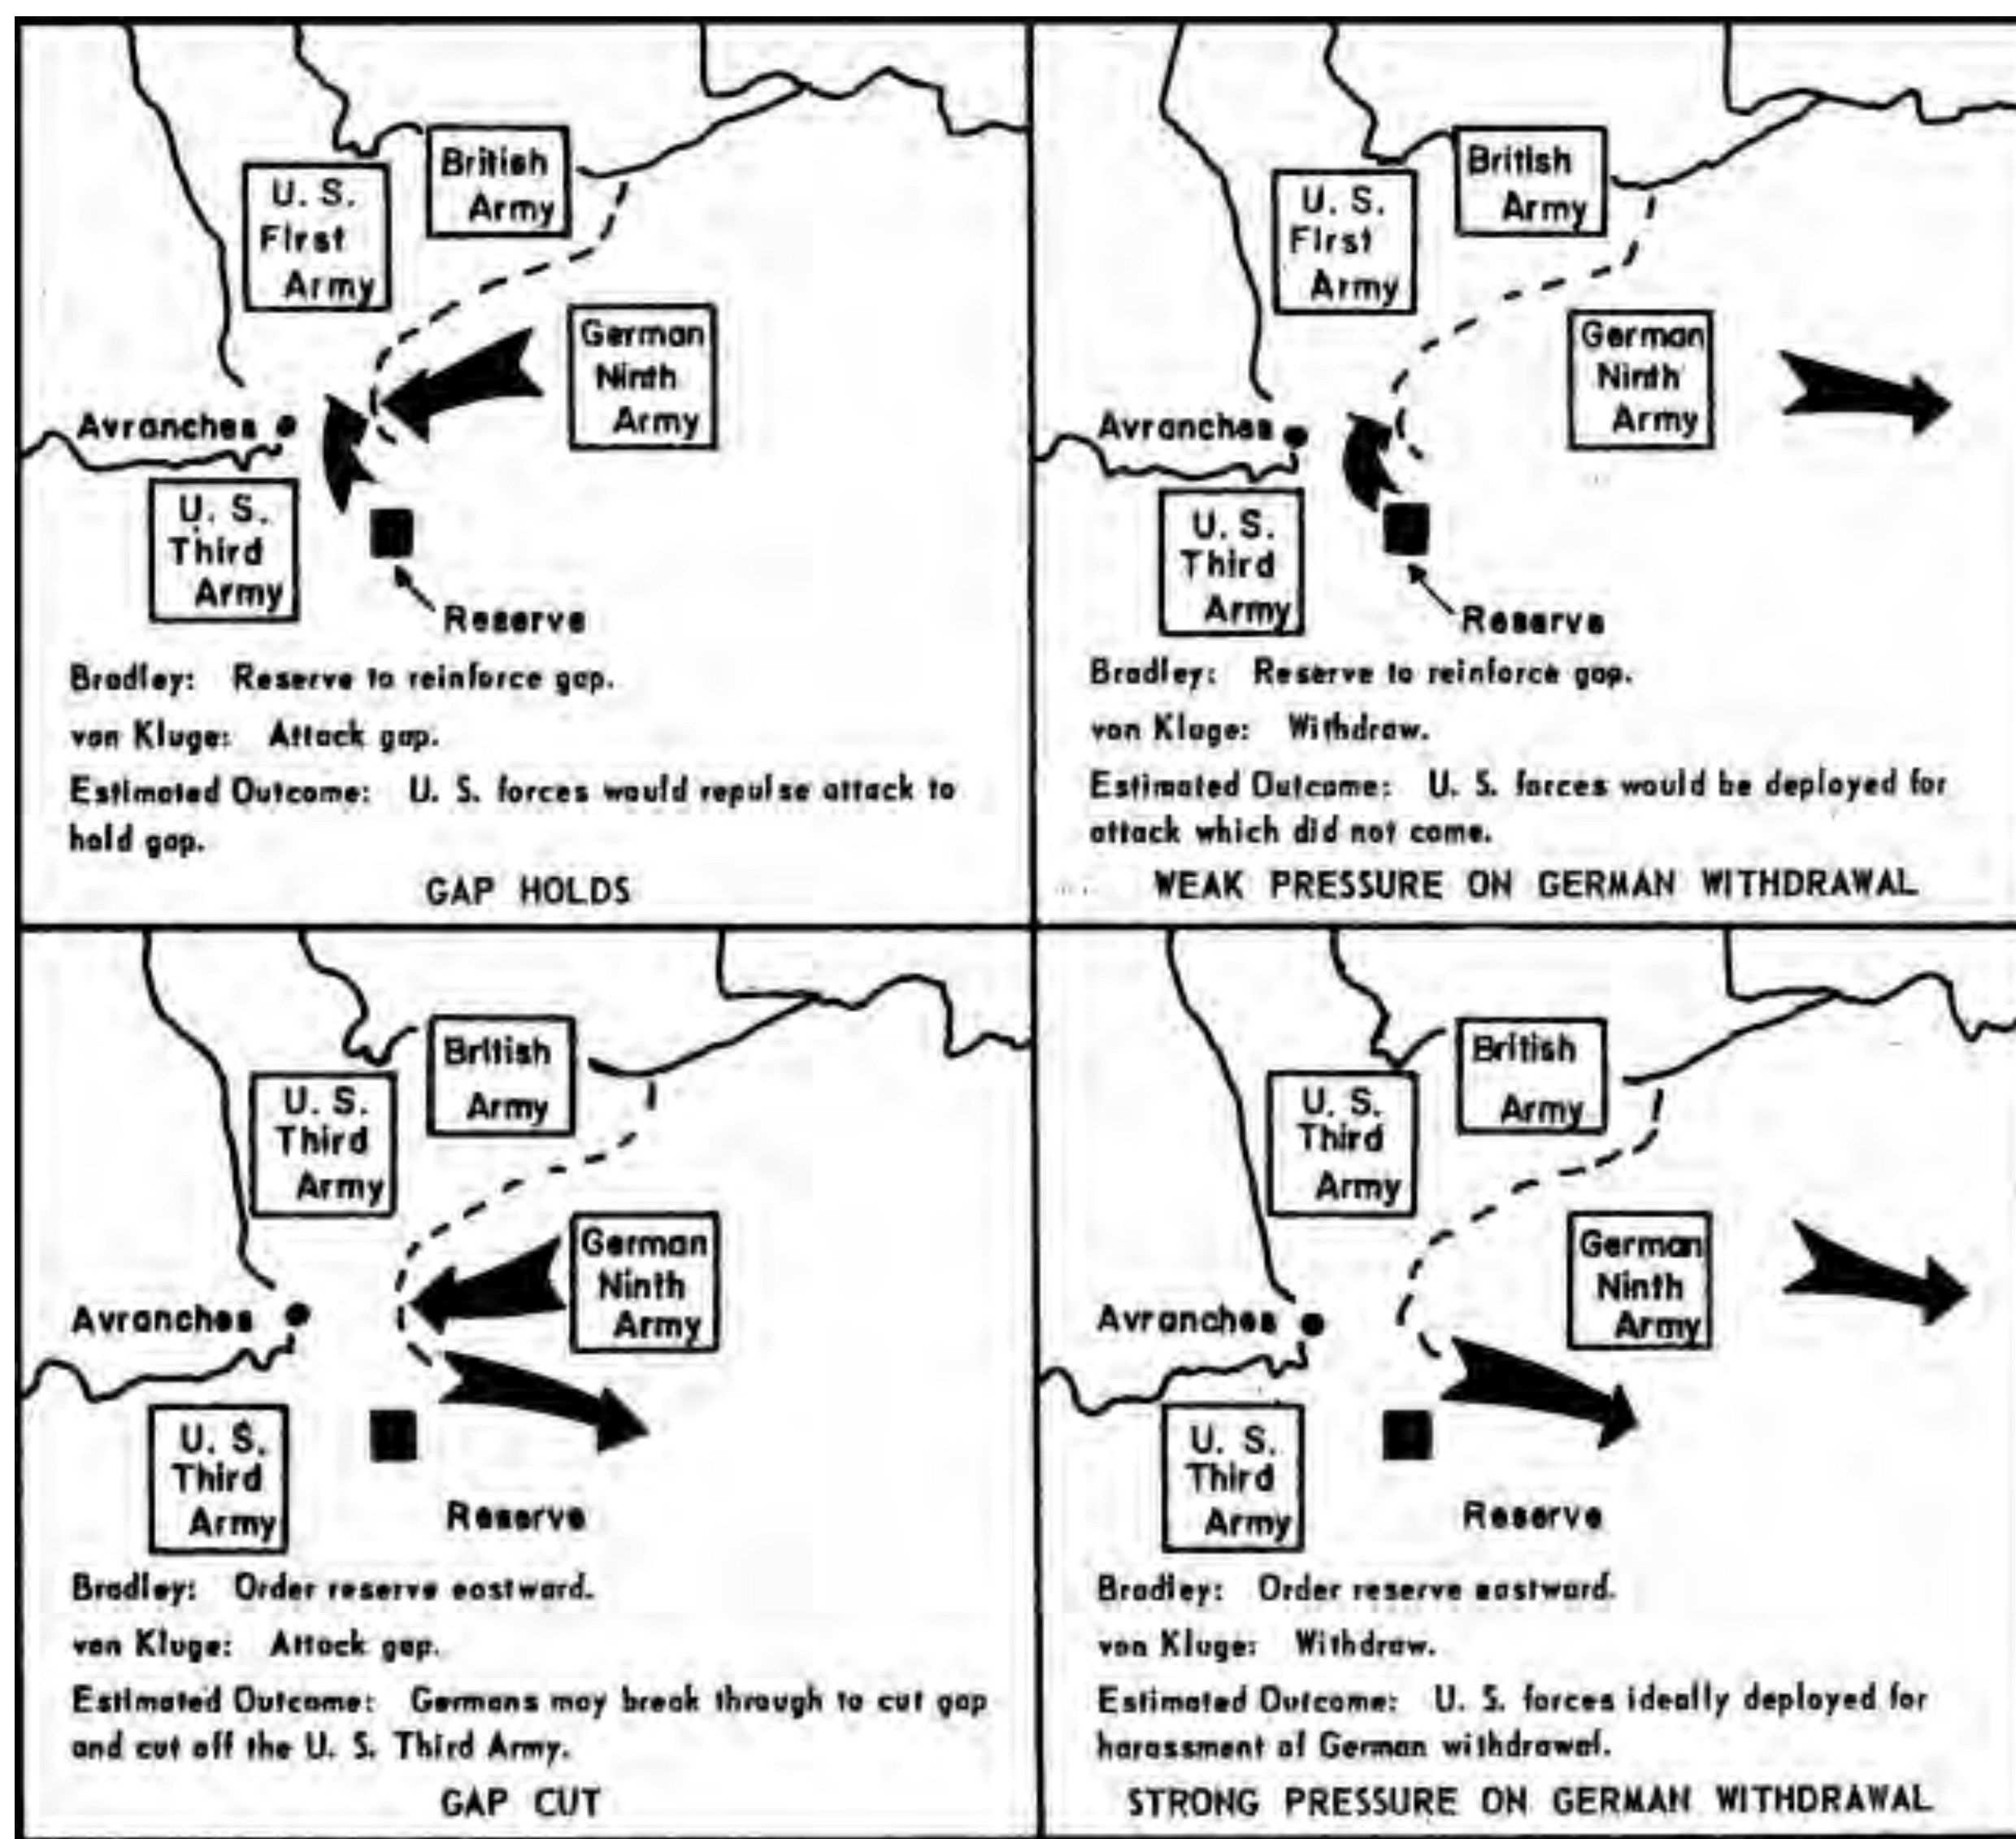 British
Army
U. S.
First
Army
German
Ninth
Army
Avranches
U. S.
Third
Army
Reserve
Bradley: Reserve to reinforce gap.
von Kluge: Attack gap.
Estimated Outcome: U. S. forces would repulse attack to
hold gap.
GAP HOLDS
British
Army
U. S.
First
Army
German
Ninth
Army
Avranches
U. S.
Third
Army
Reserve
Bradley: Reserve to reinforce gap.
von Kluge: Withdraw.
Estimated Outcome: U. S. forces would be deployed for
attack which did not come.
WEAK PRESSURE ON GERMAN WITHDRAWAL
British
Army
U. S.
Third
Army
German
Ninth
Army
Avranches
U. S.
Third
Army
Reserve
Bradley: Order reserve eastward.
von Kluge: Attack gap.
Estimated Outcome: Germans may break through to cut gap
and cut off the U. S. Third Army.
GAP CUT
British
Army
U. S.
Third
Army
German
Ninth
Army
Avranches
U. S.
Third
Army
Reserve
Bradley: Order reserve eastward.
von Kluge: Withdraw.
Estimated Outcome: U. S. forces ideally deployed for
harassment of German withdrawal.
STRONG PRESSURE ON GERMAN WITHDRAWAL